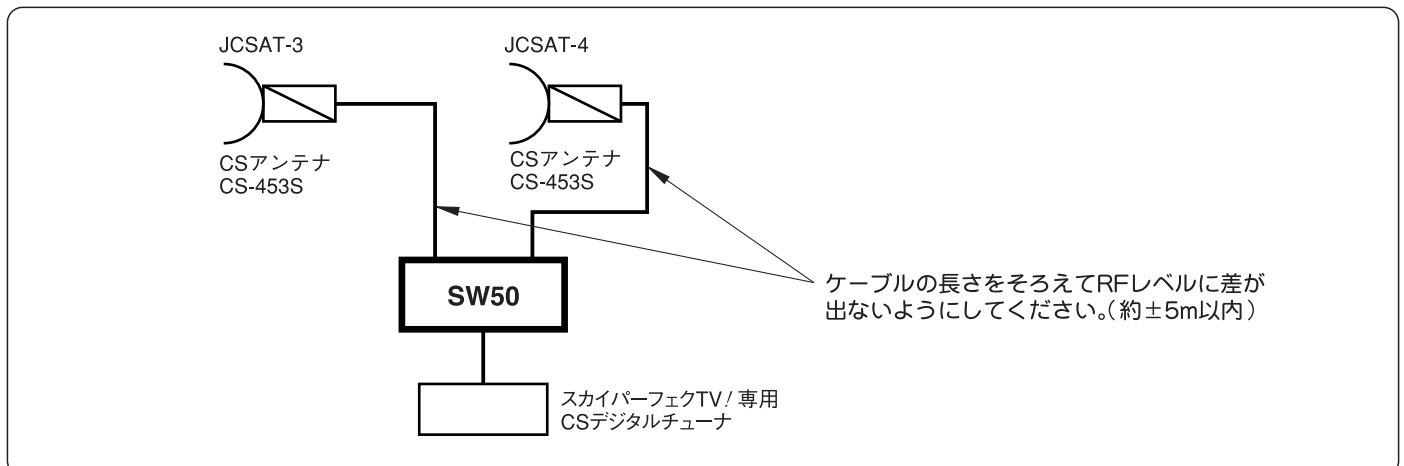 JCSAT-3
JCSAT-4
CSアンテナ
CS-453S
CSアンテナ
CS-453S
SW50
ケーブルの長さをそろえてRFレベルに差が
出ないようにしてください。(約±5m以内)
スカイパーフェクTV!専用
CSデジタルチューナ